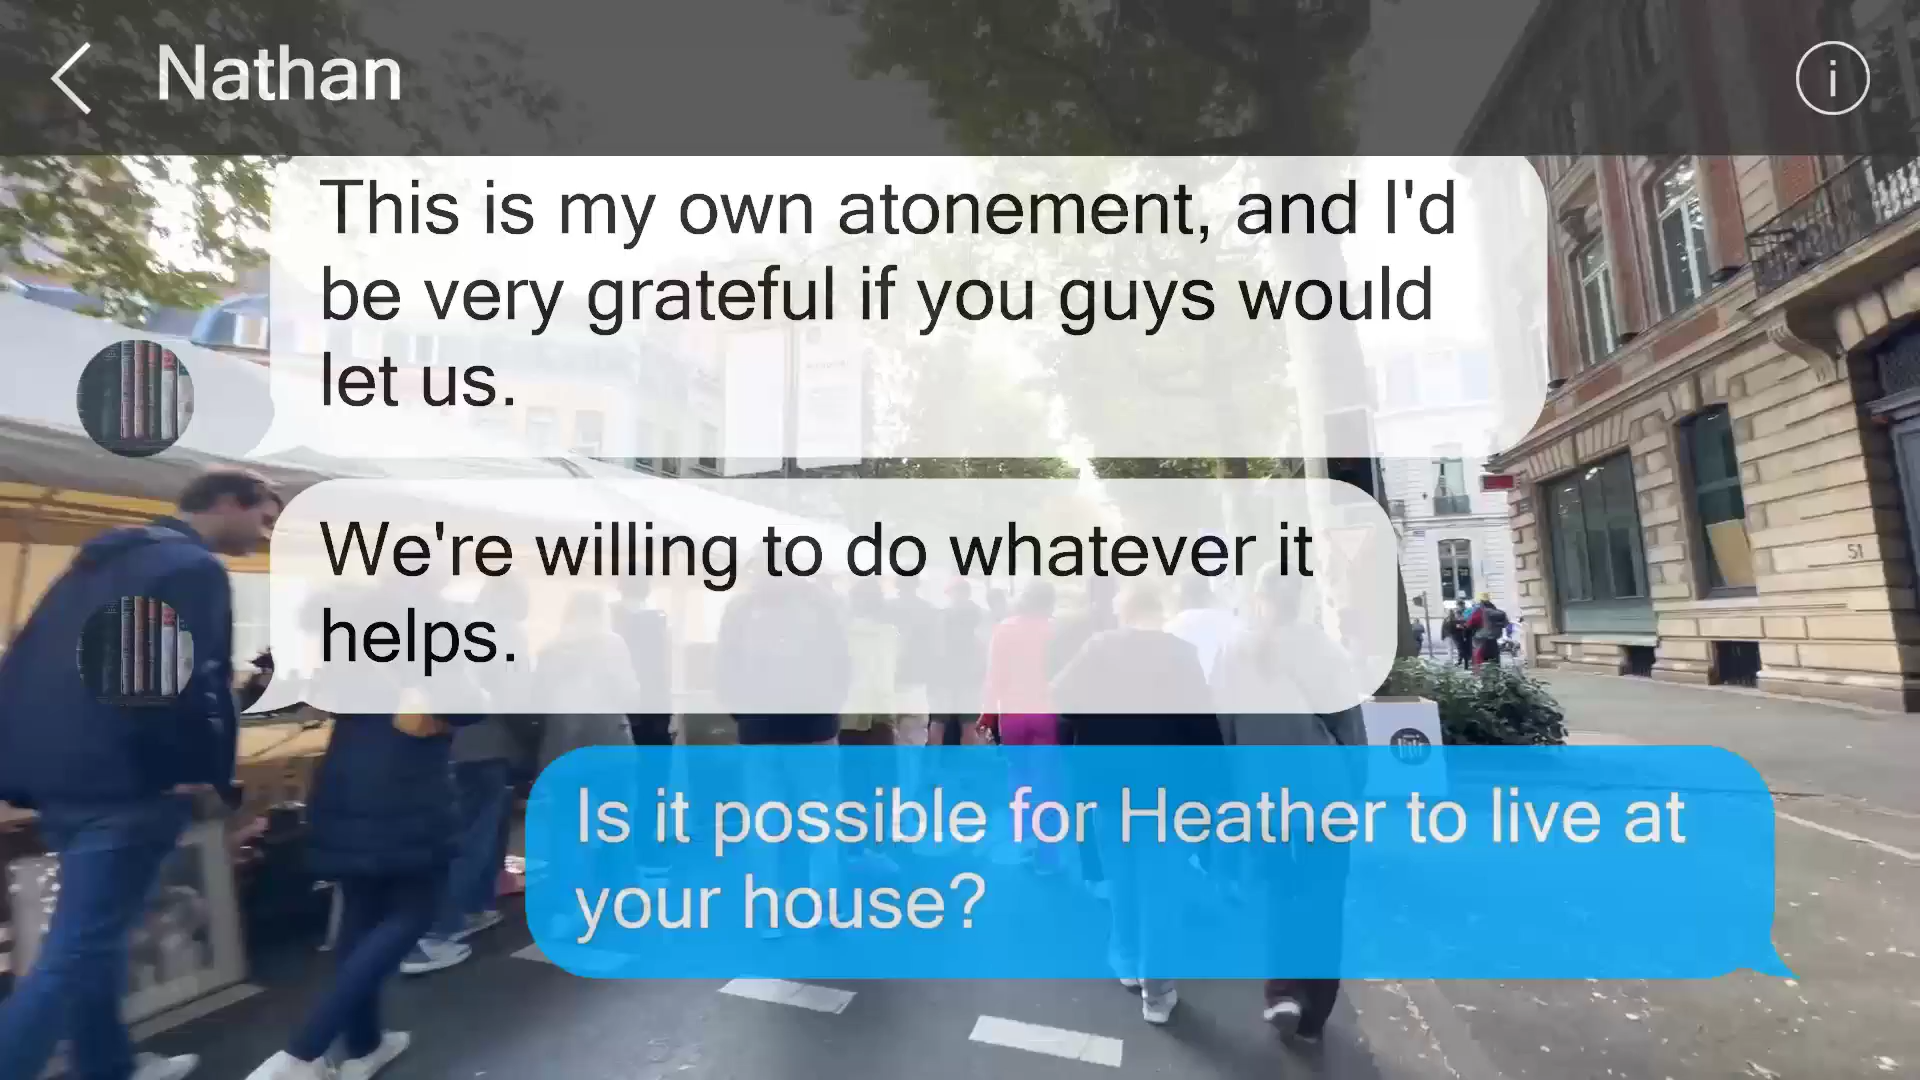 Nathan
This is my own atonement, and I'd
be very grateful if you guys would
let us.
We're willing to do whatever it
helps.
Is it possible for Heather to live at
your house?
51